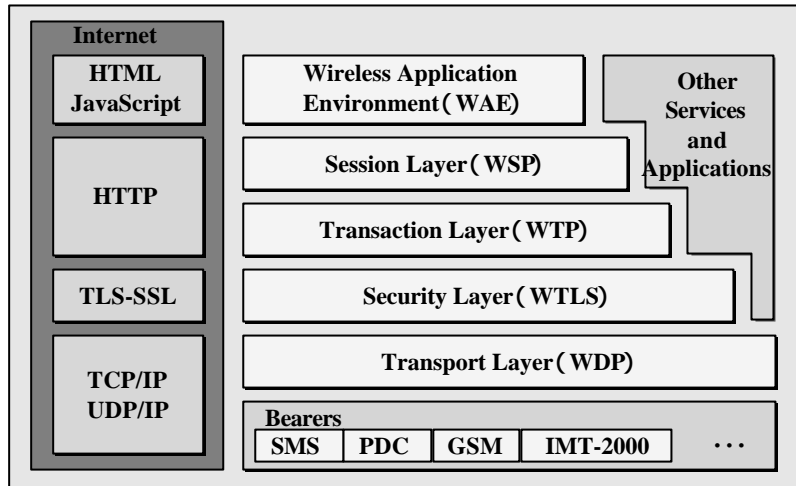 Internet
HTML
JavaScript
HTTP
TLS-SSL
TCP/IP
UDP/IP
Wireless Application
Environment(WAE)
Session Layer(WSP)
Transaction Layer(WTP)
Security Layer(WTLS)
Transport Layer(WDP)
Other
Services
and
Applications
Bearers
SMS PDC GSM IMT-2000 ...